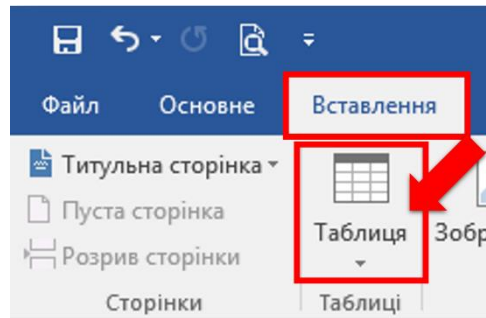 Файл Основне Вставлення
Титульна сторінка
Пуста сторінка
Розрив сторінки
Сторінки
Таблиця
Таблиці